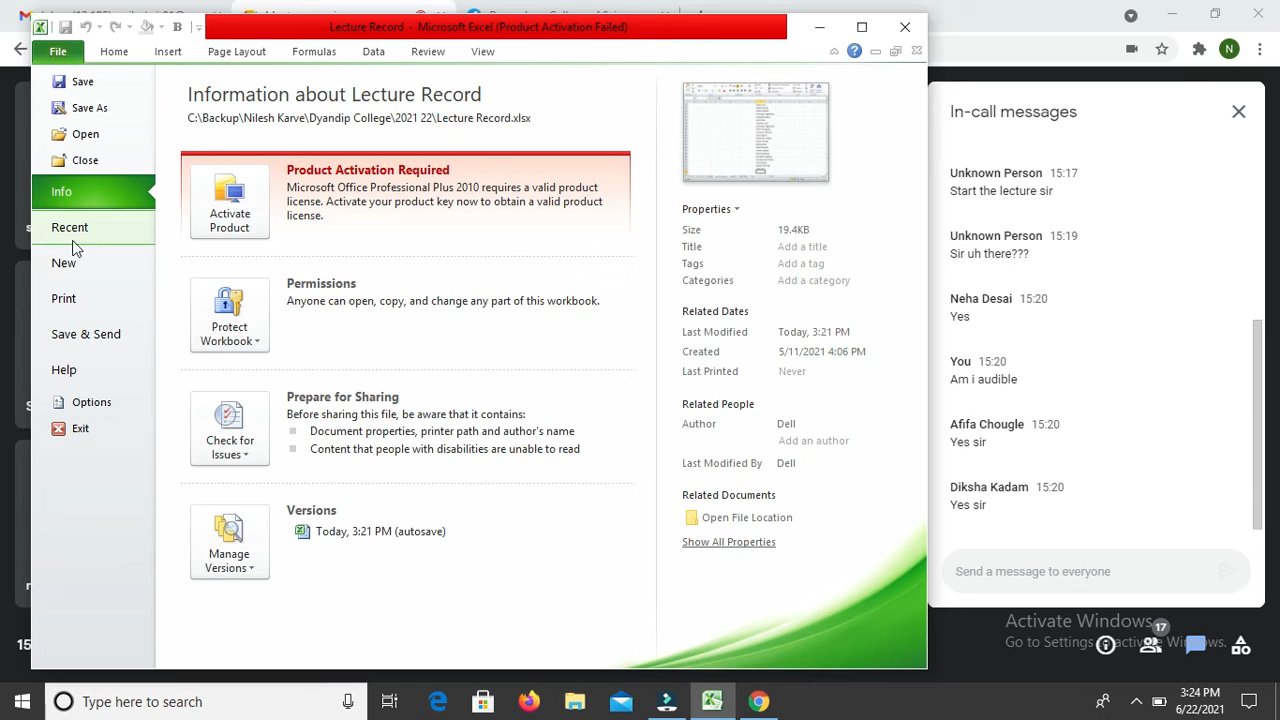 Lecture Record - Microsoft Excel (Product Activation Failed)
File Home Insert Page Layout Formulas Data Review View
Save
Save As
Open
Close
Info
Recent
New
Print
Save & Send
Help
Options
Exit
Information about Lecture Record
C:\Backup\Nilesh Karve\Dyandip College\2021 22\Lecture Record.xlsx
Activate
Product
Product Activation Required
Microsoft Office Professional Plus 2010 requires a valid product
license. Activate your product key now to obtain a valid product
license.
Protect
Workbook
Permissions
Anyone can open, copy, and change any part of this workbook.
Check for
Issues
Prepare for Sharing
Before sharing this file, be aware that it contains:
Document properties, printer path and author's name
Content that people with disabilities are unable to read
Manage
Versions
Versions
Today, 3:21 PM (autosave)
Properties
Size 19.4KB
Title Add a title
Tags Add a tag
Categories Add a category
Related Dates
Last Modified Today, 3:21 PM
Created 5/11/2021 4:06 PM
Last Printed Never
Related People
Author Dell
Add an author
Last Modified By Dell
Related Documents
Open File Location
Show All Properties
In-call messages
Unknown Person 15:17
Start the lecture sir
Unknown Person 15:19
Sir uh there???
Neha Desai 15:20
Yes
You 15:20
Am i audible
Afifa Chougle 15:20
Yes sir
Diksha Kadam 15:20
Yes sir
Send a message to everyone
Activate Windows
Go to Settings to activate Windows.
17
N
15
Type here to search
3:24 PM
6/22/2021